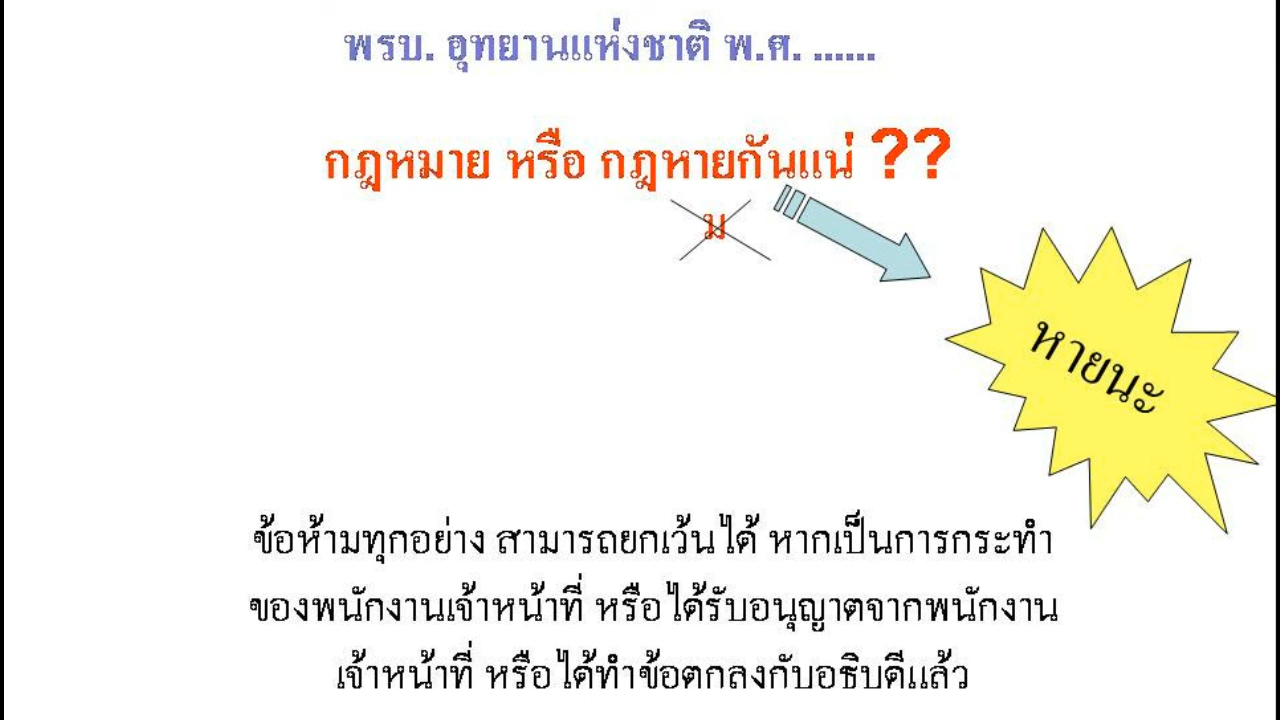 พรบ. อุทยานแห่งชาติ พ.ศ. ......
กฎหมาย หรือ กฎหายกันแน่ ??
ม
หายนะ
ข้อห้ามทุกอย่าง สามารถยกเว้นได้ หากเป็นการกระทำ
ของพนักงานเจ้าหน้าที่ หรือได้รับอนุญาตจากพนักงาน
เจ้าหน้าที่ หรือได้ทำข้อตกลงกับอธิบดีแล้ว